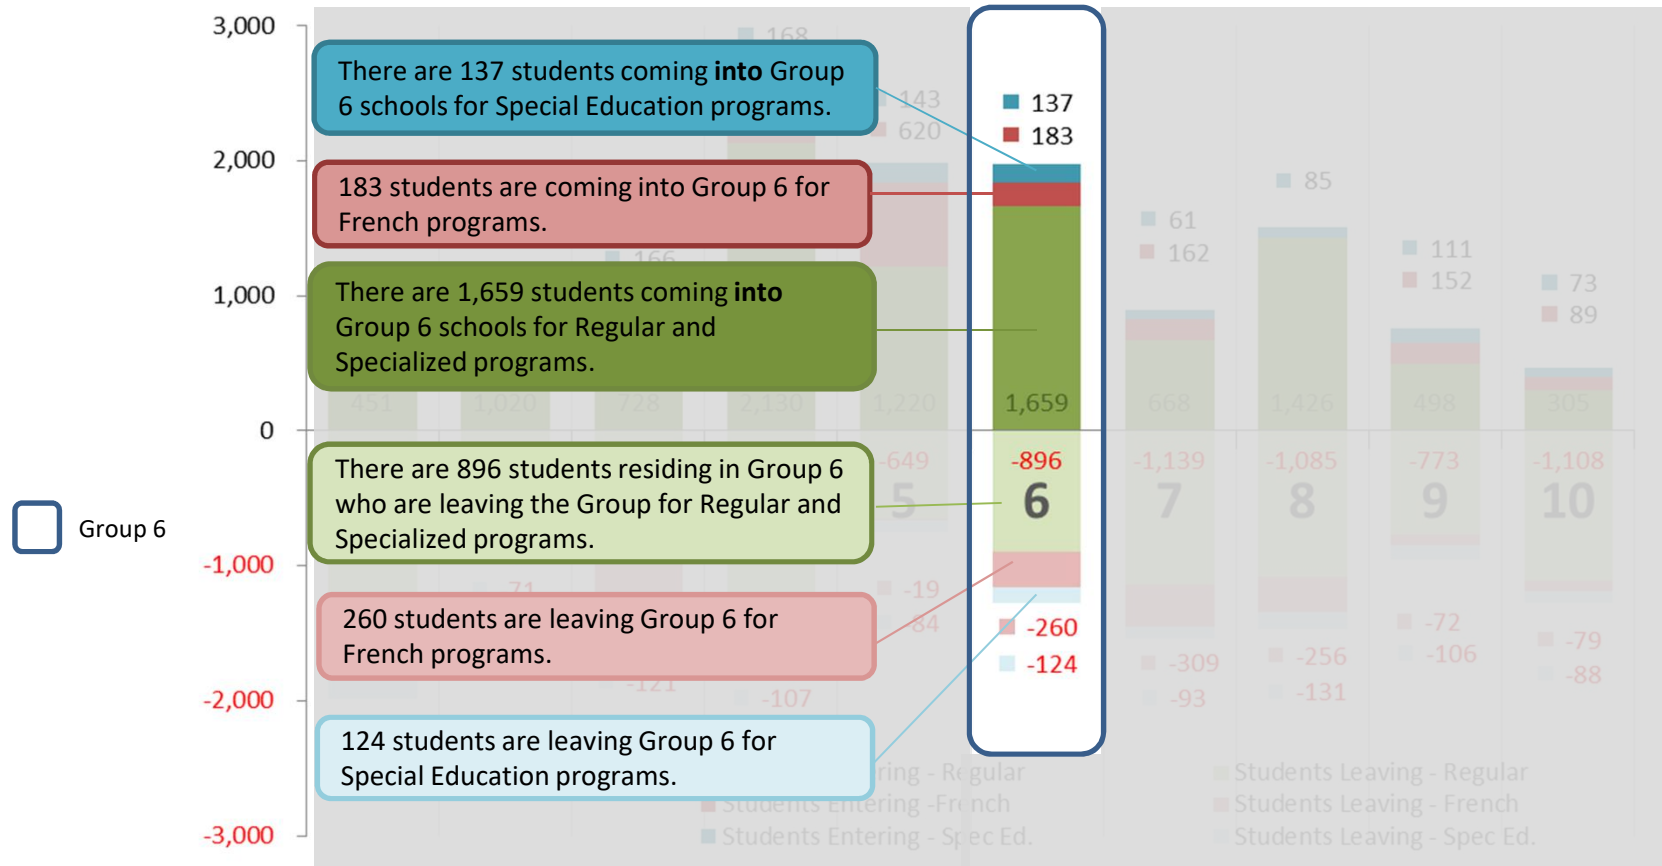 3,000
2,000
1,000
0
-1,000
-2,000
-3,000
Group 6
There are 137 students coming into Group
6 schools for Special Education programs.
183 students are coming into Group 6 for
French programs.
There are 1,659 students coming into
Group 6 schools for Regular and
Specialized programs.
There are 896 students residing in Group 6
who are leaving the Group for Regular and
Specialized programs.
260 students are leaving Group 6 for
French programs.
124 students are leaving Group 6 for
Special Education programs.
168
166
143
620
137
183
61
162
85
111
152
73
89
451 1,020 728 2,130 1,220 1,659 668 1,426 498 305
-649 -896 -1,139 -1,085 -773 -1,108
5 6 7 8 9 10
-71
-121
-107
-19
-84
-260
-124
-309
-93
-256
-131
-72
-106
-79
-88
Regular
Students Entering -French
Students Entering - Spec Ed.
Students Leaving - Regular
Students Leaving - French
Students Leaving - Spec Ed.